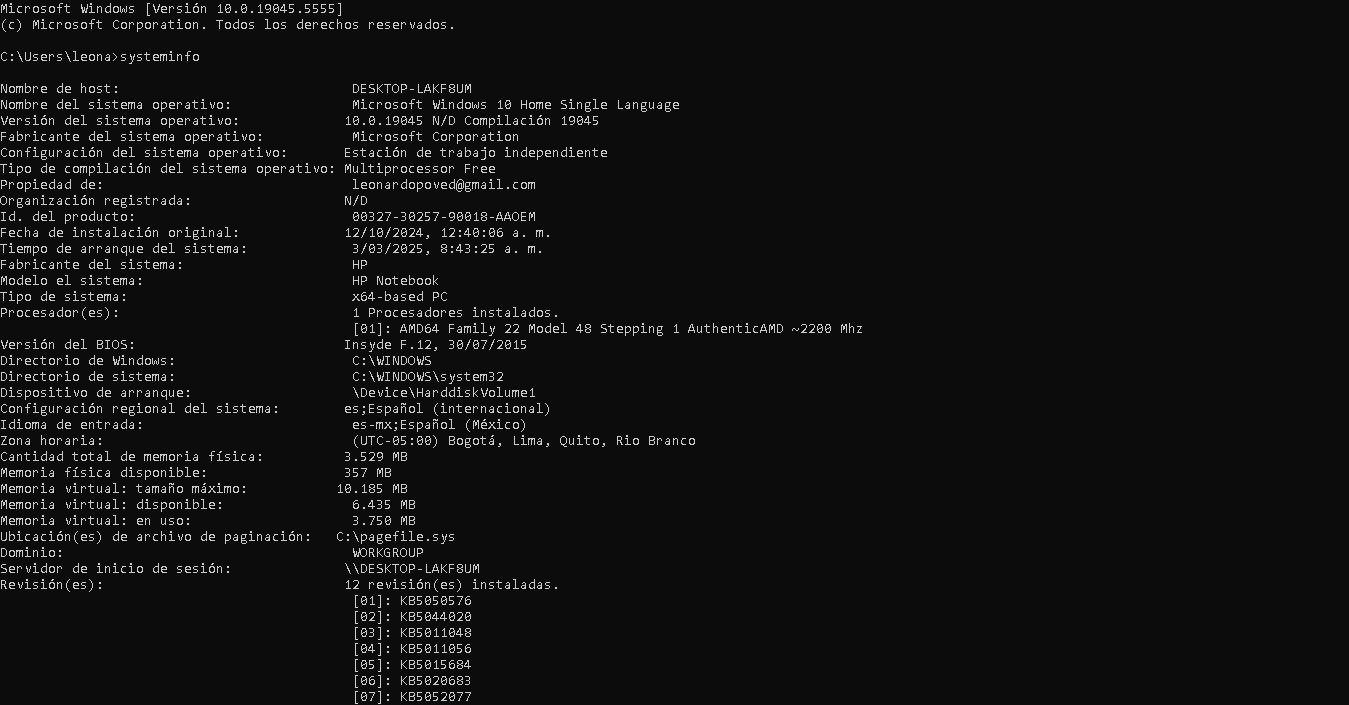 Microsoft Windows [Versión 10.0.19045.5555]
(c) Microsoft Corporation. Todos los derechos reservados.
C:\Users\leona>systeminfo
Nombre de host: DESKTOP-LAKF8UM
Nombre del sistema operativo: Microsoft Windows 10 Home Single Language
Versión del sistema operativo: 10.0.19045 N/D Compilación 19045
Fabricante del sistema operativo: Microsoft Corporation
Configuración del sistema operativo: Estación de trabajo independiente
Tipo de compilación del sistema operativo: Multiprocessor Free
Propiedad de: leonardopoved@gmail.com
Organización registrada: N/D
Id. del producto: 00327-30257-90018-AAOEM
Fecha de instalación original: 12/10/2024, 12:40:06 a. m.
Tiempo de arranque del sistema: 3/03/2025, 8:43:25 a. m.
Fabricante del sistema: HP
Modelo el sistema: HP Notebook
Tipo de sistema: x64-based PC
Procesador(es): 1 Procesadores instalados.
[01]: AMD64 Family 22 Model 48 Stepping 1 AuthenticAMD ~2200 Mhz
Versión del BIOS: Insyde F.12, 30/07/2015
Directorio de Windows: C:\WINDOWS
Directorio de sistema: C:\WINDOWS\system32
Dispositivo de arranque: \Device\HarddiskVolume1
Configuración regional del sistema: es;Español (internacional)
Idioma de entrada: es-mx;Español (México)
Zona horaria: (UTC-05:00) Bogotá, Lima, Quito, Rio Branco
Cantidad total de memoria física: 3.529 MB
Memoria física disponible: 357 MB
Memoria virtual: tamaño máximo: 10.185 MB
Memoria virtual: disponible: 6.435 MB
Memoria virtual: en uso: 3.750 MB
Ubicación(es) de archivo de paginación: C:\pagefile.sys
Dominio: WORKGROUP
Servidor de inicio de sesión: \\DESKTOP-LAKF8UM
Revisión(es): 12 revisión(es) instaladas.
[01]: KB5050576
[02]: KB5044020
[03]: KB5011048
[04]: KB5011056
[05]: KB5015684
[06]: KB5020683
[07]: KB5052077